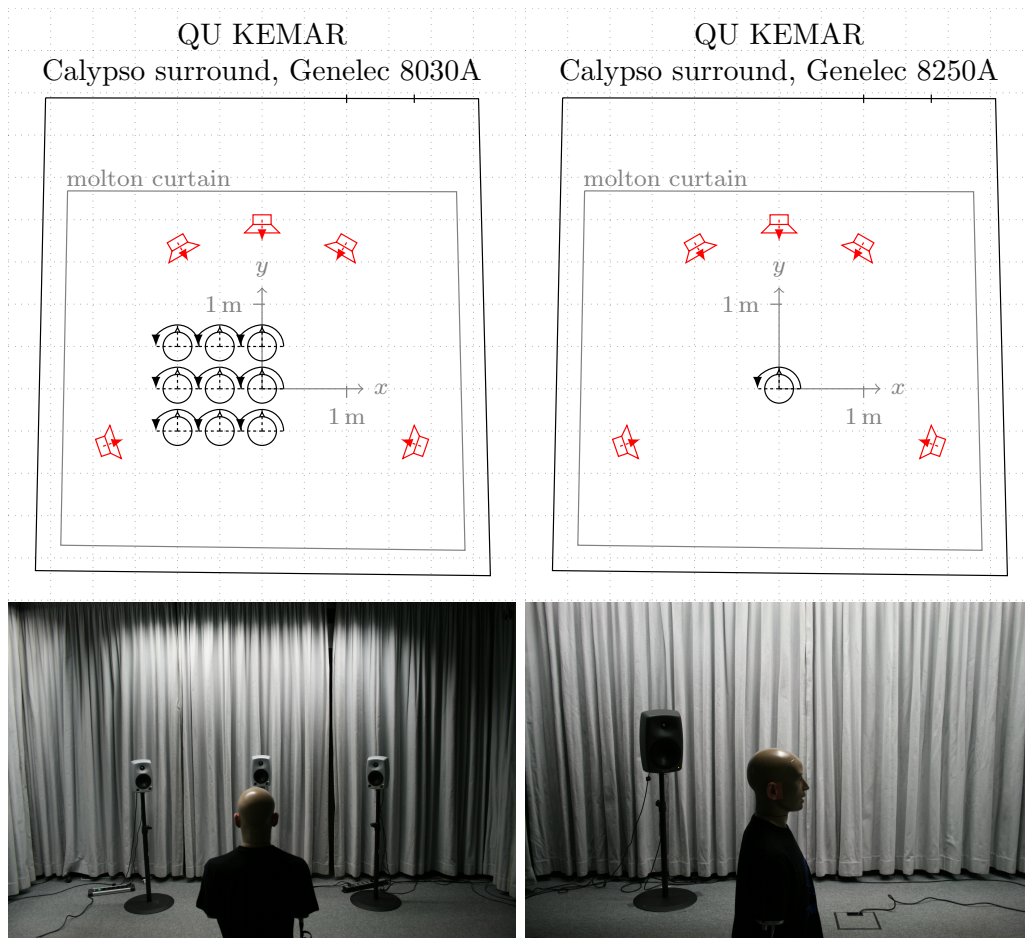 QU KEMAR
Calypso surround, Genelec 8030A
molton curtain
y
1 m
x
1 m
QU KEMAR
Calypso surround, Genelec 8250A
molton curtain
y
1 m
x
1 m